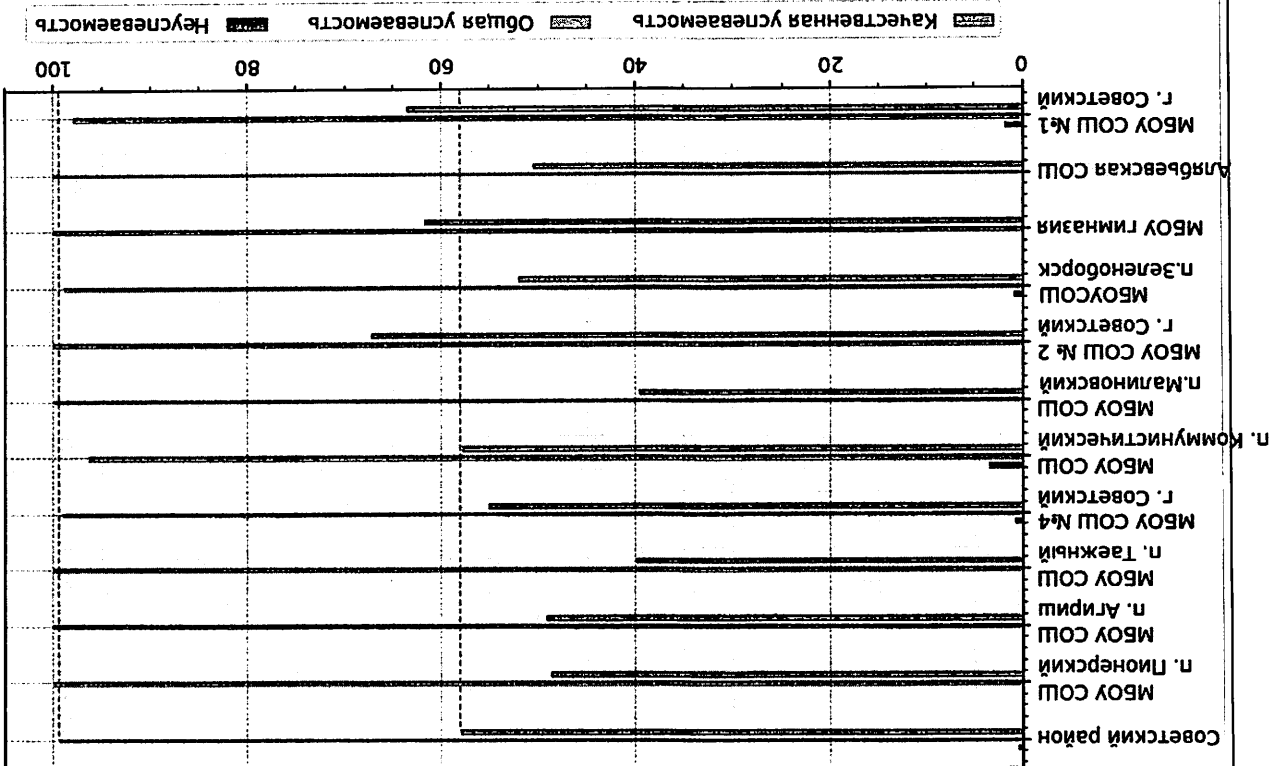 Советский район
МБОУ СОШ
п. Пионерский
МБОУ СОШ
п. Агириш
МБОУ СОШ
п. Таежный
МБОУ СОШ №4
г. Советский
МБОУ СОШ
п. Коммунистический
МБОУ СОШ
п.Малиновский
МБОУ СОШ № 2
г. Советский
МБОУСОШ
п.Зеленоборск
МБОУ гимназия
Алябьевская СОШ
МБОУ СОШ №1
г. Советский
0 20 40 60 80 100
Качественная успеваемость Общая успеваемость Неуспеваемость